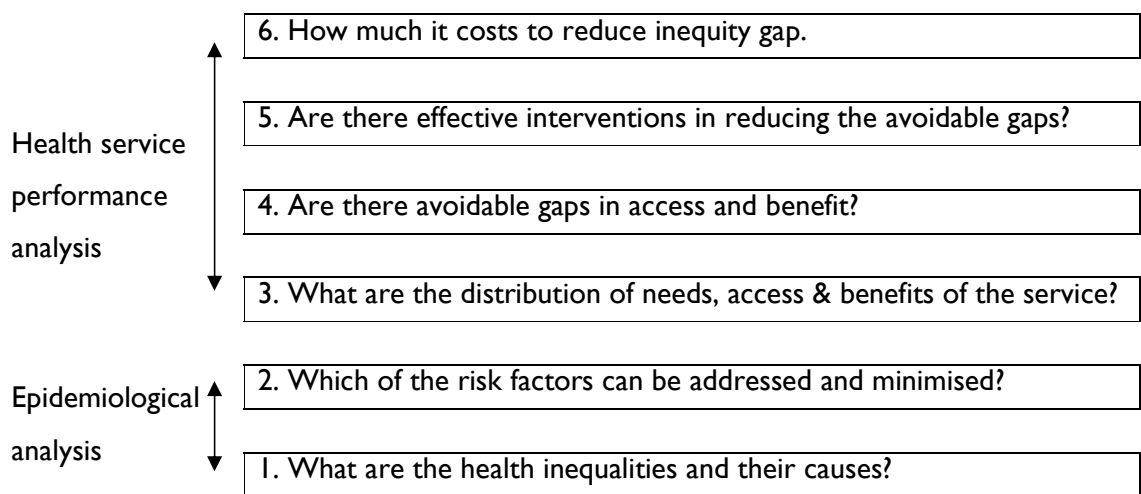 6. How much it costs to reduce inequity gap.
5. Are there effective interventions in reducing the avoidable gaps?
Health service
performance
analysis
4. Are there avoidable gaps in access and benefit?
3. What are the distribution of needs, access & benefits of the service?
2. Which of the risk factors can be addressed and minimised?
Epidemiological
analysis
1. What are the health inequalities and their causes?